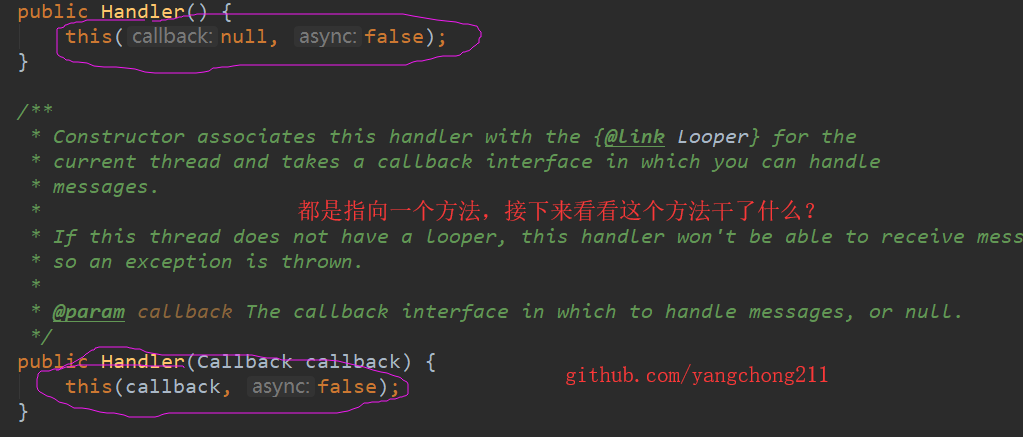 public Handler() {
this( callback: null, async: false);
}
/**
* Constructor associates this handler with the {@link Looper} for the
* current thread and takes a callback interface in which you can handle
* messages.
*
都是指向一个方法，接下来看看这个方法干了什么？
* If this thread does not have a looper, this handler won't be able to receive mess
* so an exception is thrown.
*
* @param callback The callback interface in which to handle messages, or null.
*/
public Handler(Callback callback) {
this(callback, async: false);
github.com/yangchong211
}